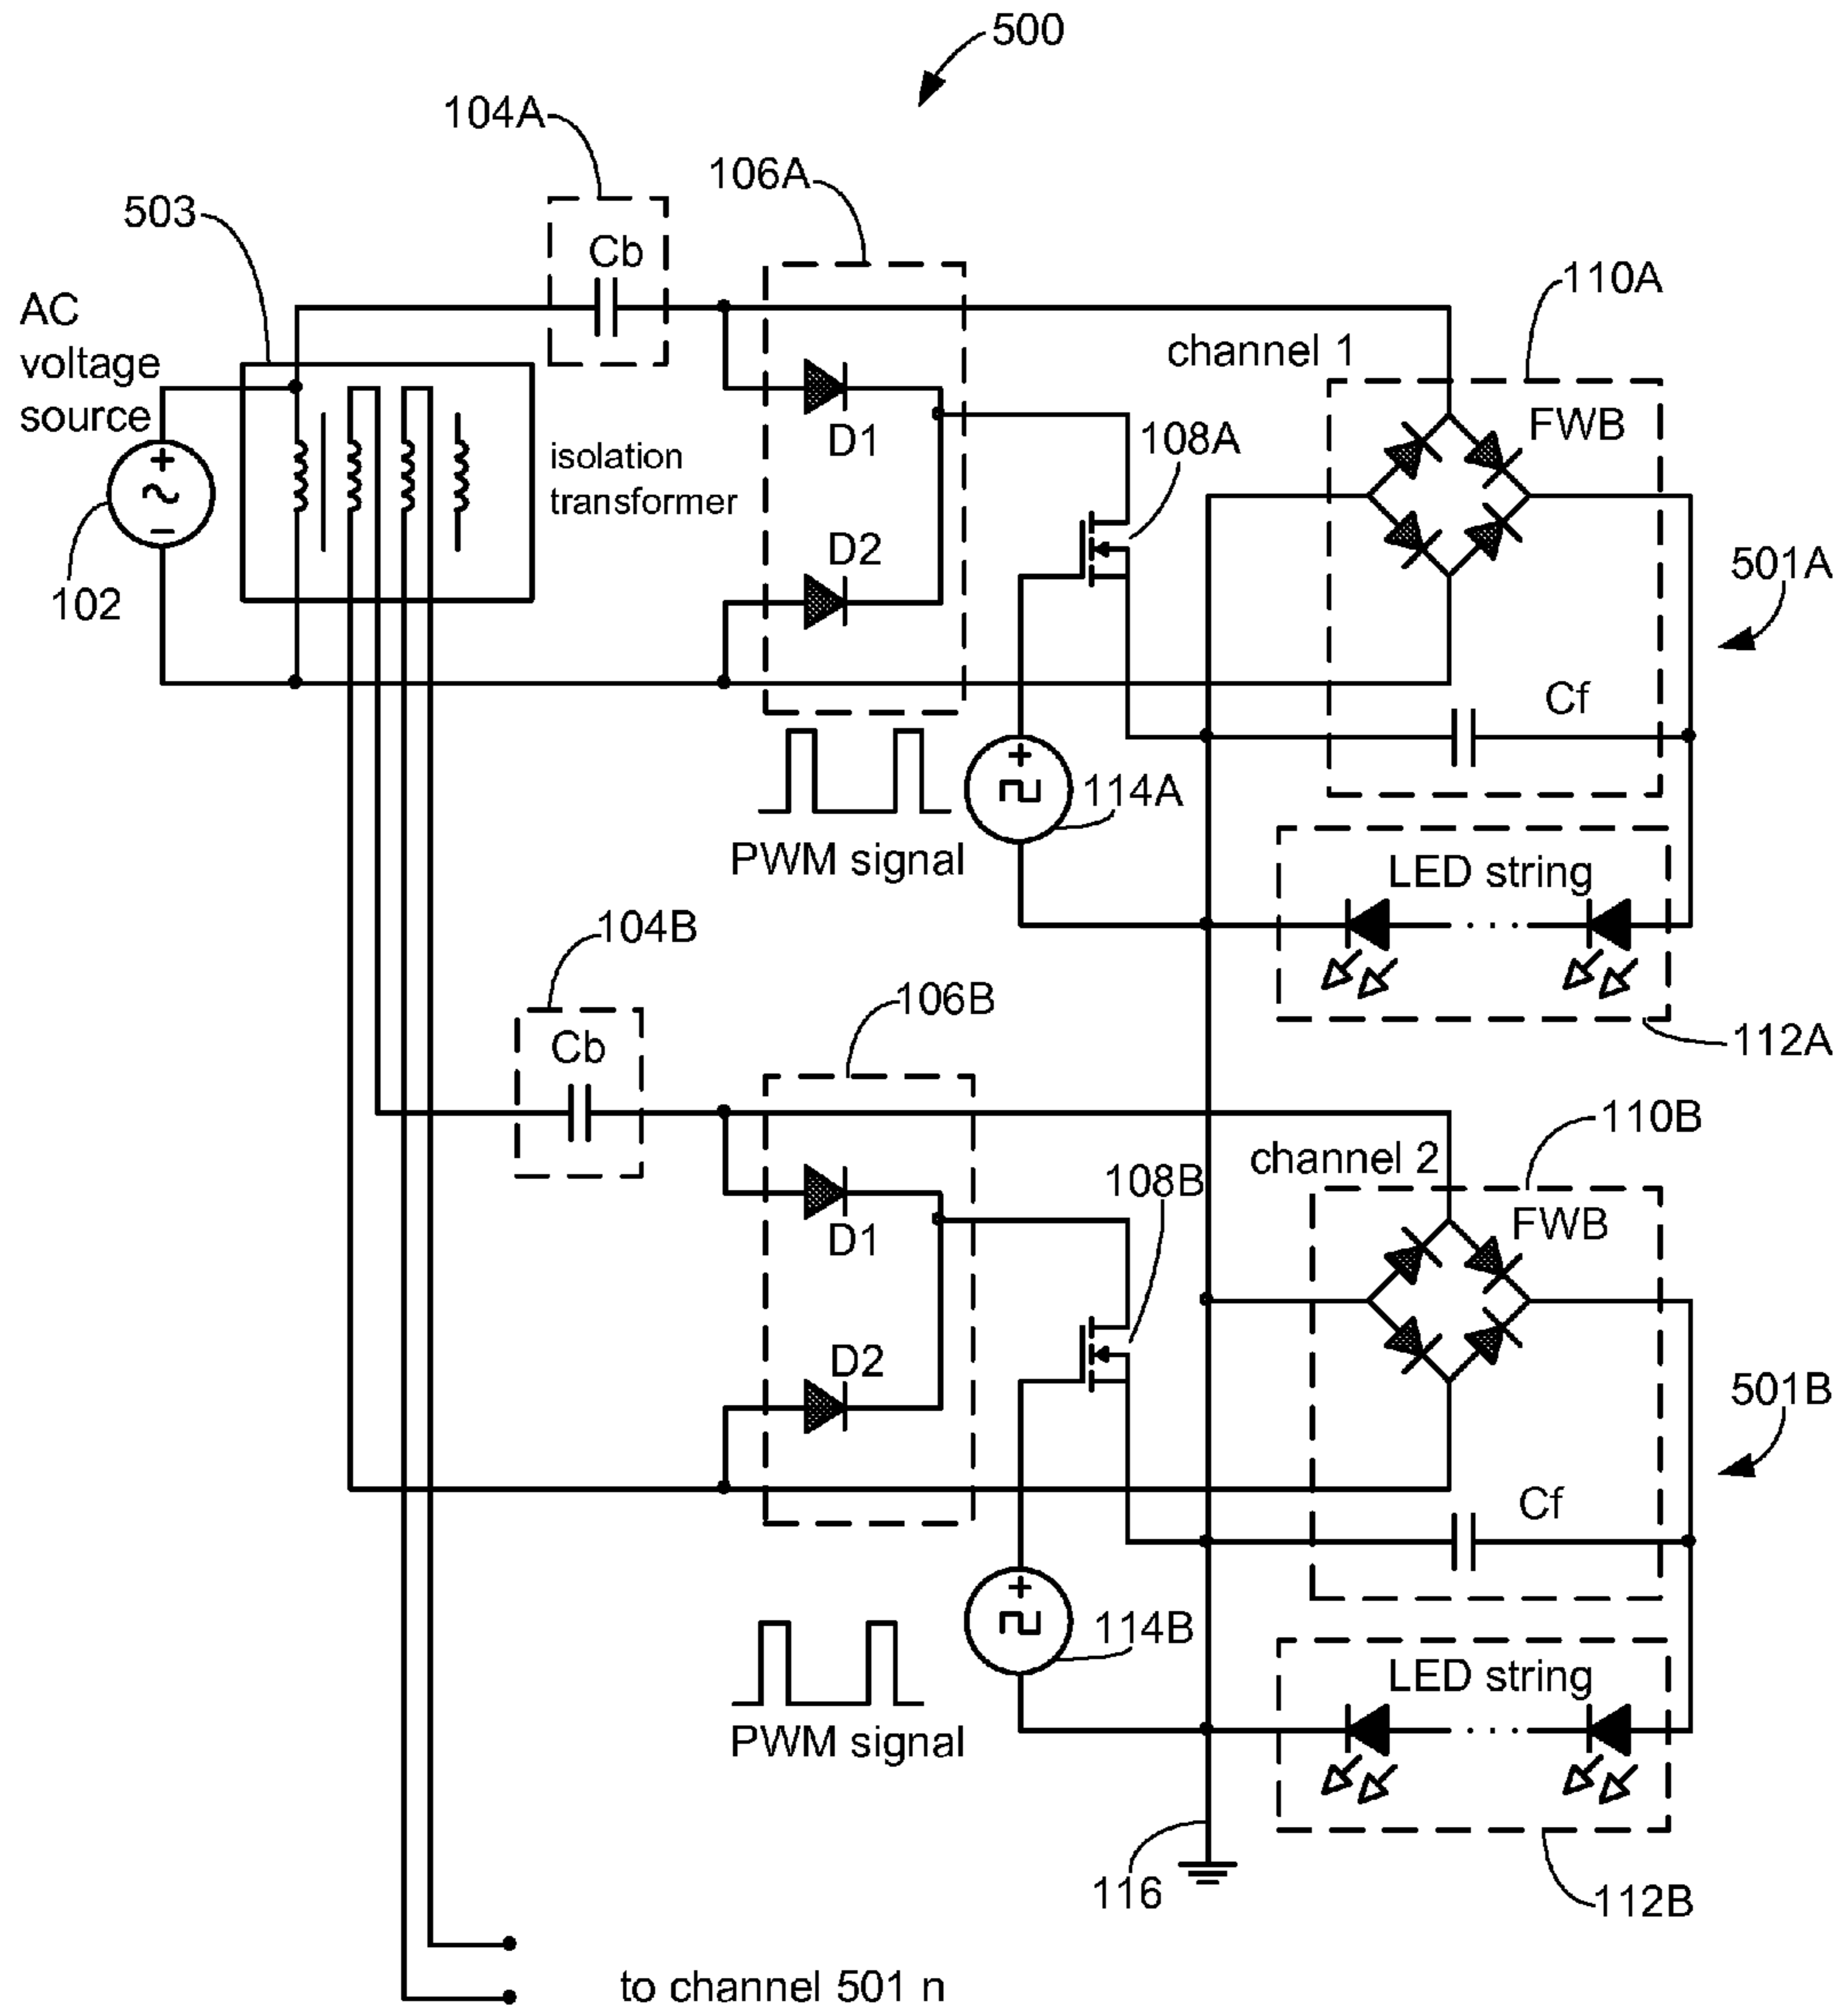 500
104A
106A
503
Cb
110A
AC
voltage
source
channel 1
FWB
D1
108A
isolation
transformer
D2
501A
102
Cf
114A
PWM signal
LED string
104B
106B
112A
Cb
110B
channel 2
108B
FWB
D1
D2
501B
Cf
114B
LED string
PWM signal
116
112B
to channel 501 n